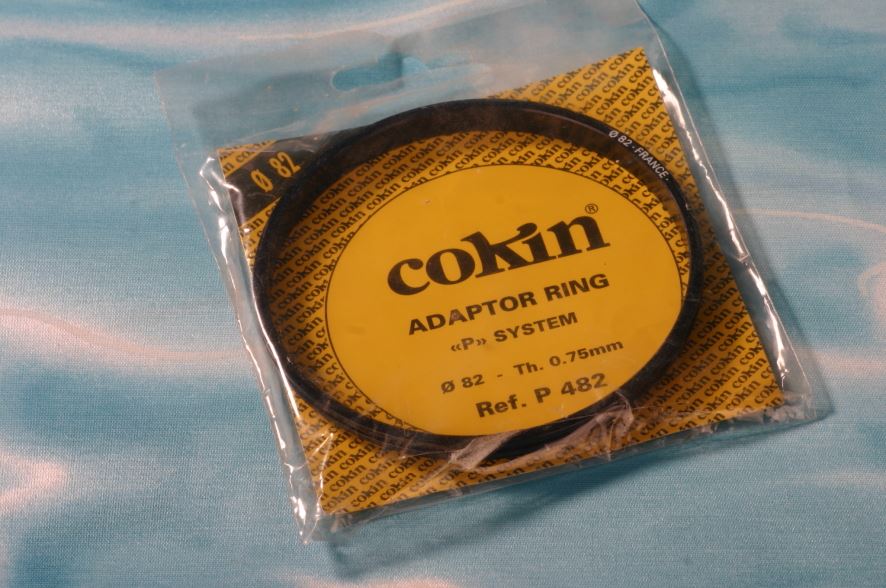 Ø 82
Ø 82 - FRANCE -
cokin®
ADAPTOR RING
«P» SYSTEM
Ø 82 - Th. 0.75mm
Ref. P 482